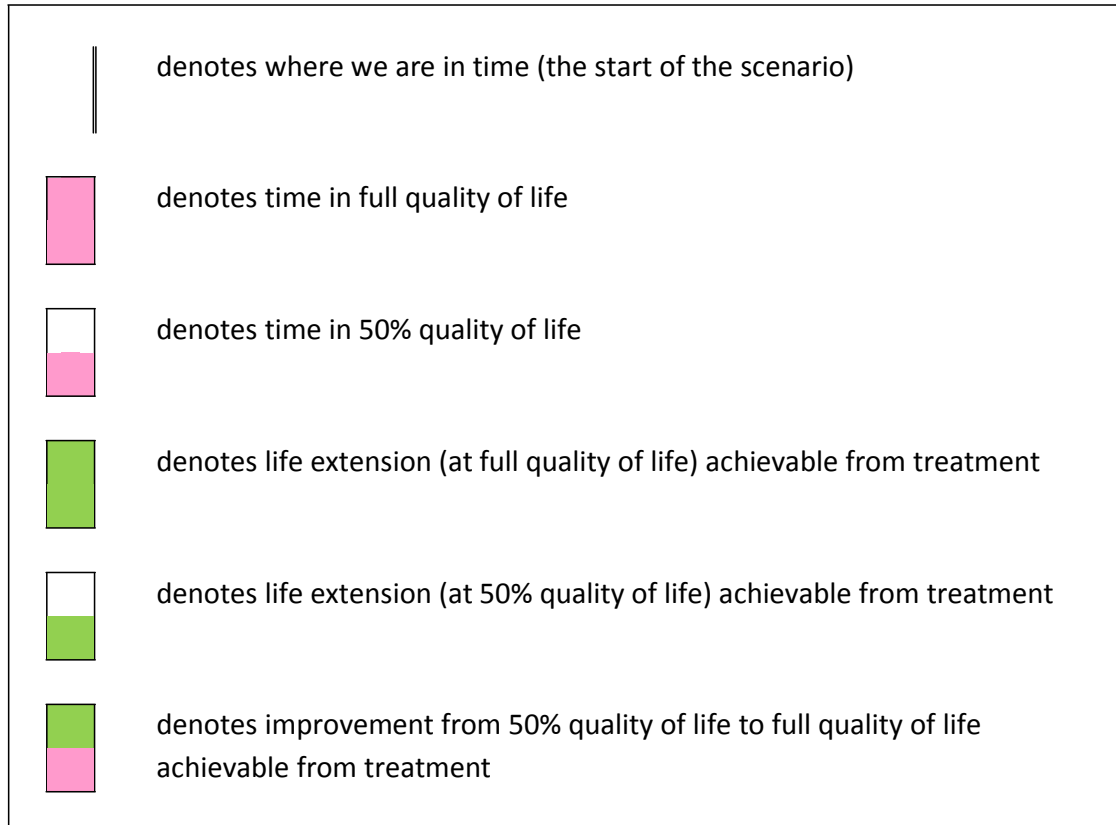 denotes where we are in time (the start of the scenario)
denotes time in full quality of life
denotes time in 50% quality of life
denotes life extension (at full quality of life) achievable from treatment
denotes life extension (at 50% quality of life) achievable from treatment
denotes improvement from 50% quality of life to full quality of life
achievable from treatment